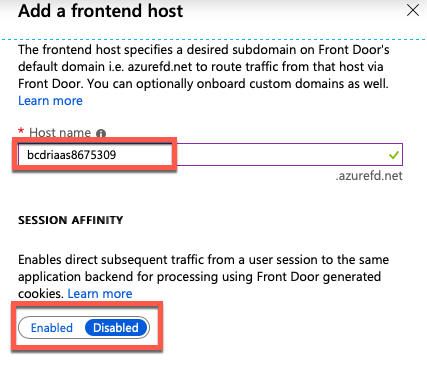 Add a frontend host
The frontend host specifies a desired subdomain on Front Door's
default domain i.e. azurefd.net to route traffic from that host via
Front Door. You can optionally onboard custom domains as well.
Learn more
* Host name
bcdriaas8675309
.azurefd.net
SESSION AFFINITY
Enables direct subsequent traffic from a user session to the same
application backend for processing using Front Door generated
cookies. Learn more
Enabled Disabled